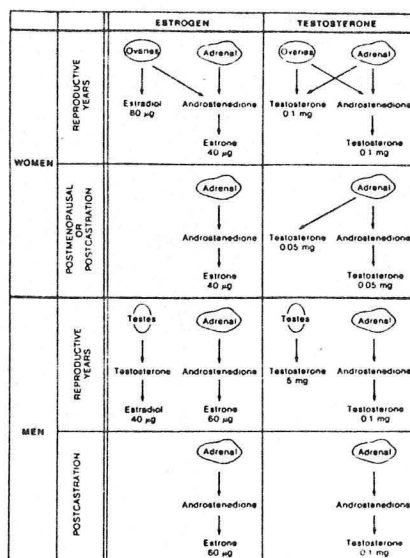 ESTROGEN
TESTOSTERONE
WOMEN
REPRODUCTIVE
YEARS
Ovaries
Adrenal
Estradiol
80 µg
Androstenedione
Estrone
40 µg
Ovaries
Adrenal
Testosterone
0.1 mg
Androstenedione
Testosterone
0.1 mg
POSTMENOPAUSAL
OR
POSTCASTRATION
Adrenal
Androstenedione
Estrone
40 µg
Adrenal
Testosterone
0.05 mg
Androstenedione
Testosterone
0.05 mg
MEN
REPRODUCTIVE
YEARS
Testes
Adrenal
Testosterone
Androstenedione
Estradiol
40 µg
Estrone
60 µg
Testes
Adrenal
Testosterone
5 mg
Androstenedione
Testosterone
0.1 mg
POSTCASTRATION
Adrenal
Androstenedione
Estrone
60 µg
Adrenal
Androstenedione
Testosterone
0.1 mg